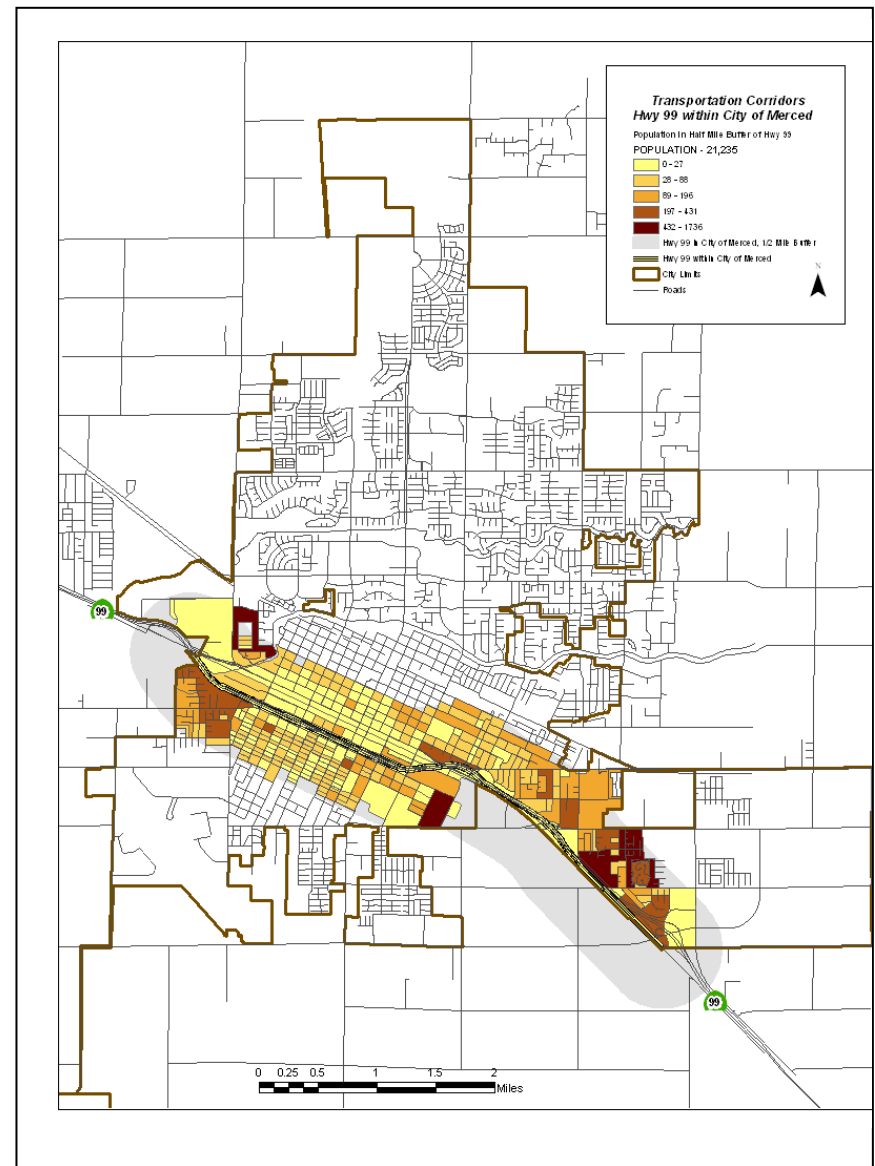 Transportation Corridors
Hwy 99 within City of Merced
Population in Half Mile Buffer of Hwy 99
POPULATION - 21,235
0 - 27
28 - 88
89 - 196
197 - 431
432 - 1736
Hwy 99 in City of Merced, 1/2 Mile Buffer
Hwy 99 within City of Merced
City Limits
Roads
N
99
99
0 0.25 0.5 1 1.5 2
Miles